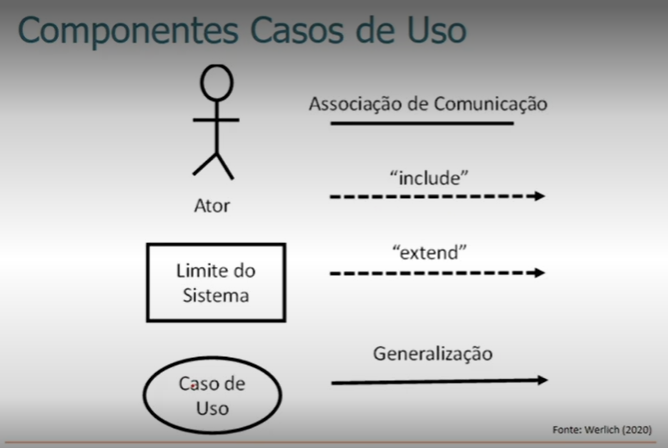 Componentes Casos de Uso
Associação de Comunicação
"include"
Ator
"extend"
Limite do
Sistema
Generalização
Caso de
Uso
Fonte: Werlich (2020)